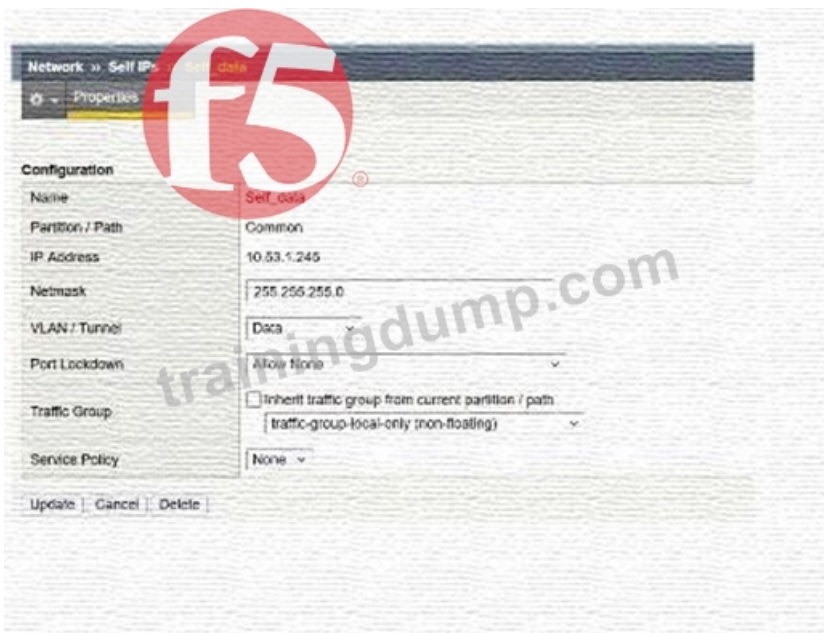 Network » Self IPs » Self_data
Properties
f5
®
Configuration
Name Self_data
Partition / Path Common
IP Address 10.53.1.245
Netmask 255.255.255.0
VLAN / Tunnel Data
Port Lockdown Allow None
Traffic Group Inherit traffic group from current partition / path
traffic-group-local-only (non-floating)
Service Policy None
Update Cancel Delete
trainingdump.com